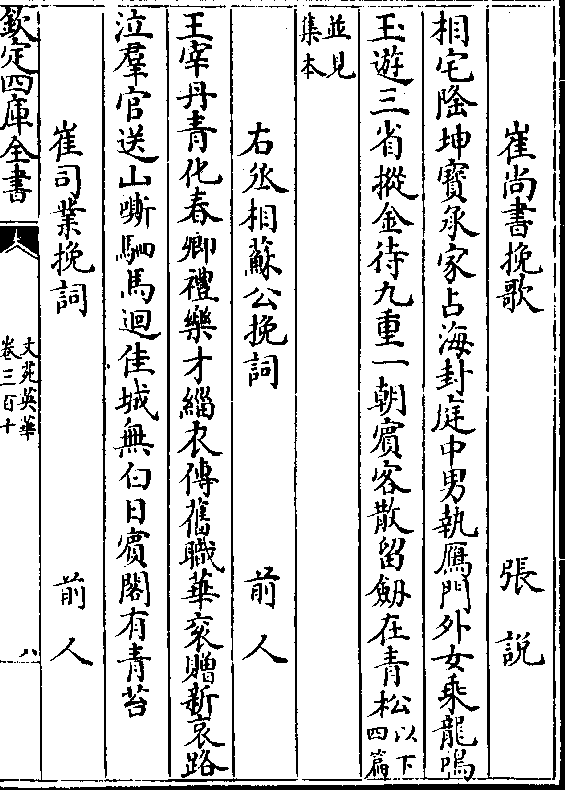 崔尚書挽歌　張說
相宅隆坤寶承家占海封庭中男執鴈門外女乘龍鳴
玉遊三省摐金待九重一朝賓客散留劒在青松以下四篇
並見集本
右丞相蘇公挽詞　前人
王宰丹青化春卿禮樂才緇衣傳舊職華衮贈新哀路
泣羣官送山嘶駟馬迴佳城無白日賓閣有青苔
崔司業挽詞　前人
欽定四庫全書
文苑英華
卷三百十
八